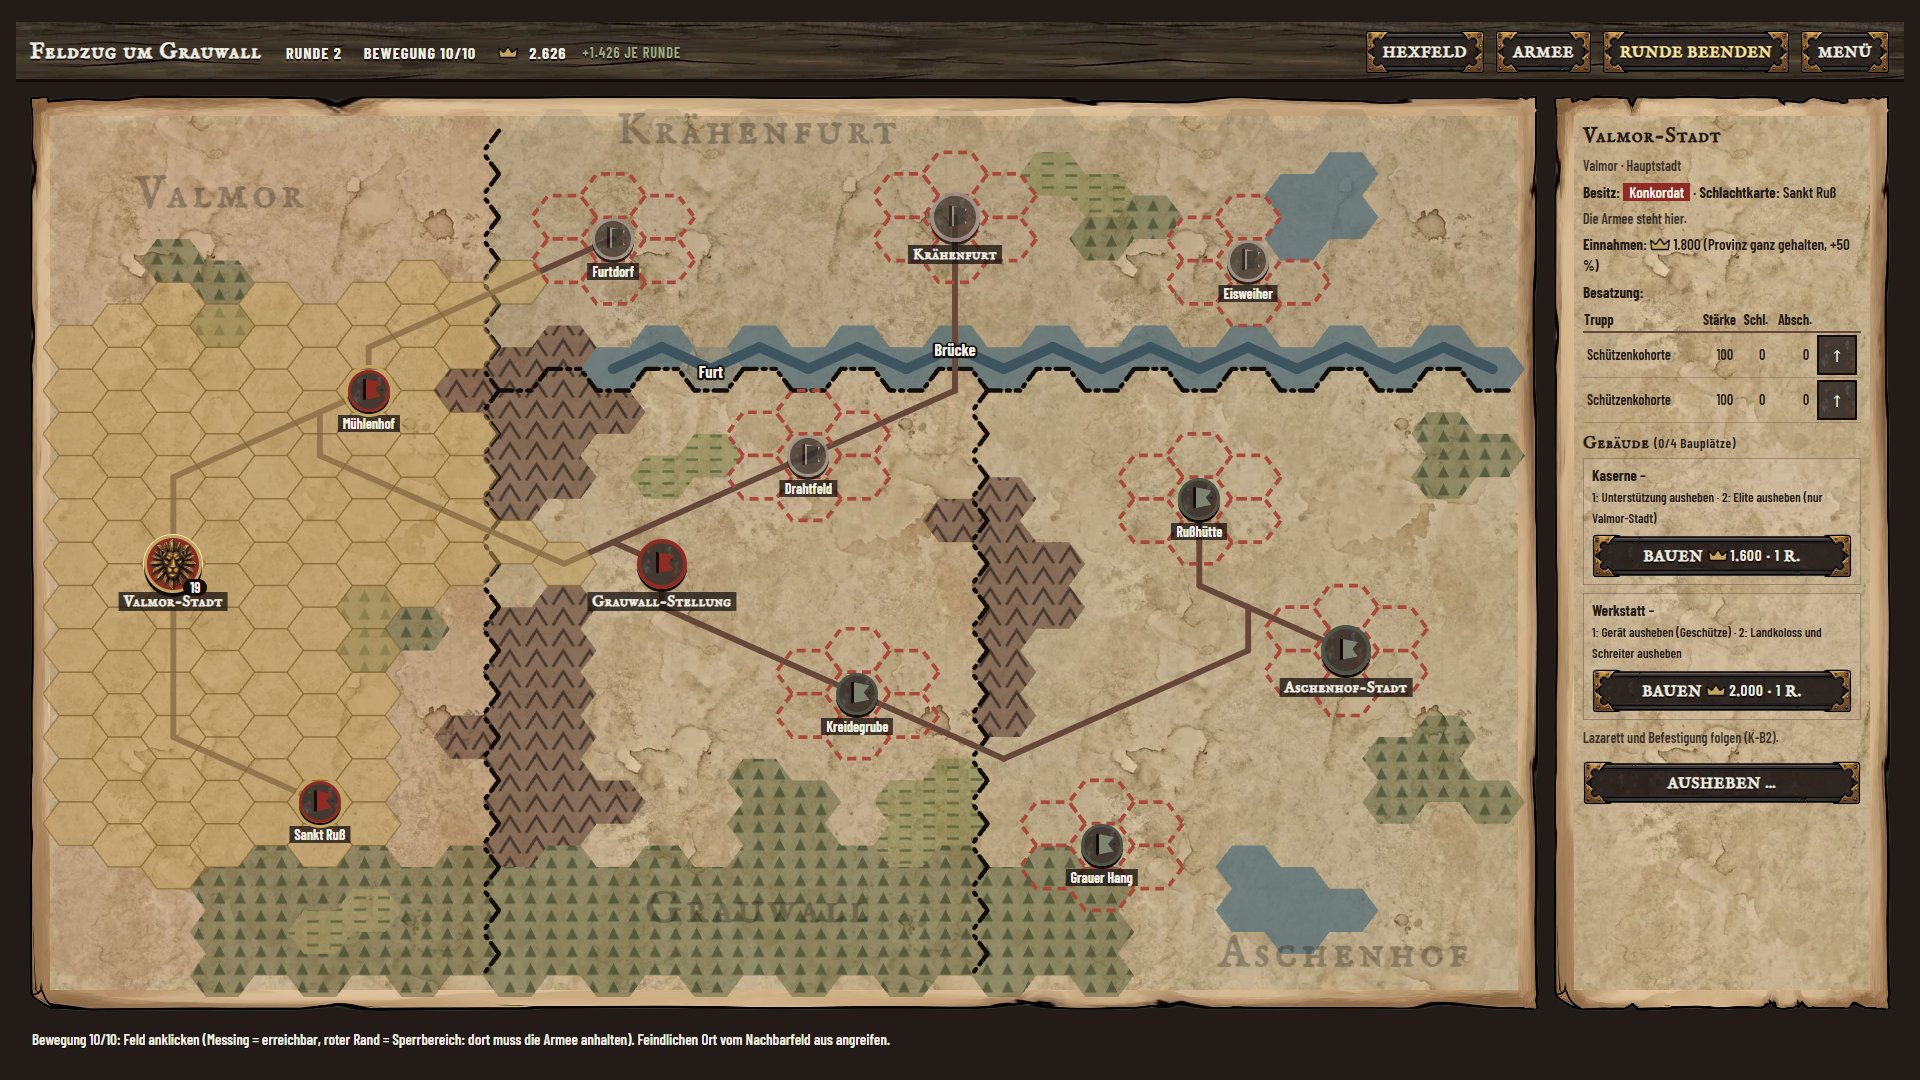 Feldzug um Grauwall RUNDE 2 BEWEGUNG 10/10 2.626 +1.426 JE RUNDE HEXFELD ARMEE RUNDE BEENDEN MENÜ
Krähenfurt
Valmor
Furtdorf
Krähenfurt
Eisweiher
Brücke
Furt
Mühlenhof
Drahtfeld
Rußhütte
19
Valmor-Stadt
Grauwall-Stellung
Aschenhof-Stadt
Kreidegrube
Sankt Ruß
Grauer Hang
Grauwall
Aschenhof
Valmor-Stadt
Valmor · Hauptstadt
Besitz: Konkordat · Schlachtkarte: Sankt Ruß
Die Armee steht hier.
Einnahmen: 1.800 (Provinz ganz gehalten, +50
%)
Besatzung:
Trupp Stärke Schl. Absch.
Schützenkohorte 100 0 0 ↑
Schützenkohorte 100 0 0 ↑
Gebäude (0/4 Bauplätze)
Kaserne –
1: Unterstützung ausheben · 2: Elite ausheben (nur
Valmor-Stadt)
BAUEN 1.600 · 1 R.
Werkstatt –
1: Gerät ausheben (Geschütze) · 2: Landkoloss und
Schreiter ausheben
BAUEN 2.000 · 1 R.
Lazarett und Befestigung folgen (K-B2).
AUSHEBEN ...
Bewegung 10/10: Feld anklicken (Messing = erreichbar, roter Rand = Sperrbereich: dort muss die Armee anhalten). Feindlichen Ort vom Nachbarfeld aus angreifen.